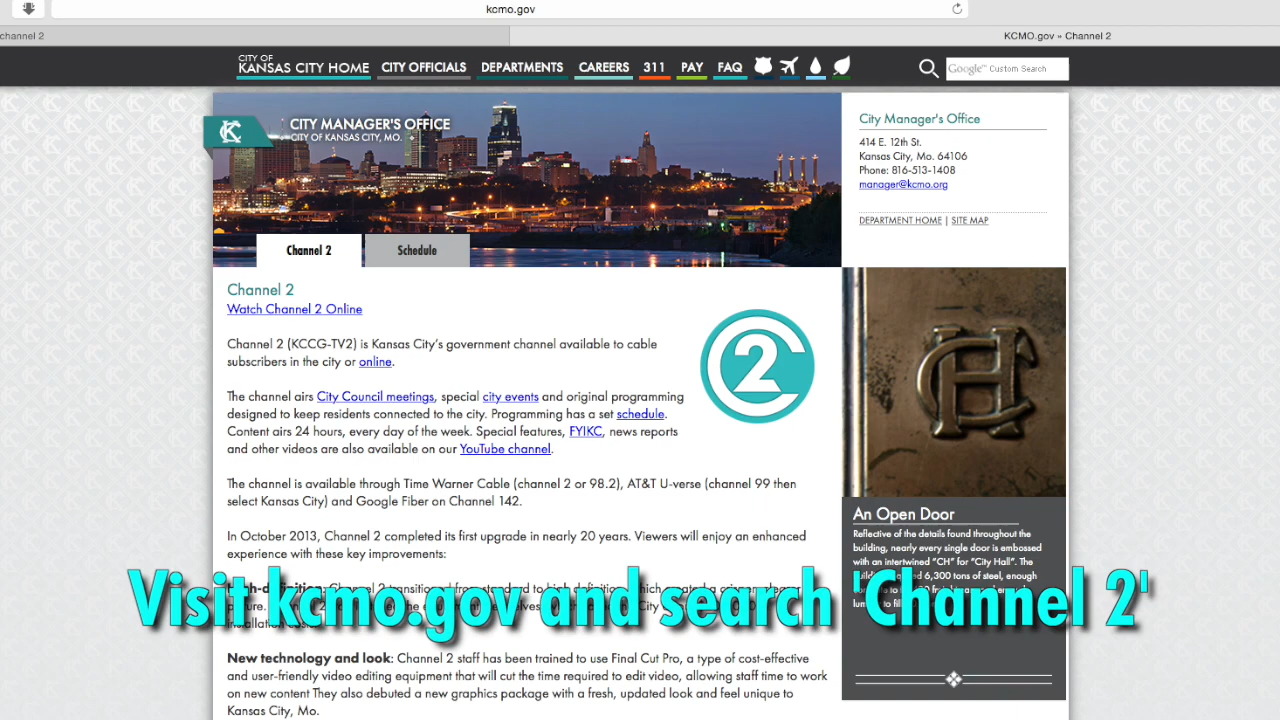 kcmo.gov
channel 2
KCMO.gov » Channel 2
CITY OF
KANSAS CITY HOME
CITY OFFICIALS
DEPARTMENTS
CAREERS
311
PAY
FAQ
Google™ Custom Search
KC
CITY MANAGER'S OFFICE
CITY OF KANSAS CITY, MO.
Channel 2
Schedule
City Manager's Office
414 E. 12th St.
Kansas City, Mo. 64106
Phone: 816-513-1408
manager@kcmo.org
DEPARTMENT HOME | SITE MAP
Channel 2
Watch Channel 2 Online
Channel 2 (KCCG-TV2) is Kansas City's government channel available to cable
subscribers in the city or online.
The channel airs City Council meetings, special city events and original programming
designed to keep residents connected to the city. Programming has a set schedule.
Content airs 24 hours, every day of the week. Special features, FYIKC, news reports
and other videos are also available on our YouTube channel.
The channel is available through Time Warner Cable (channel 2 or 98.2), AT&T U-verse (channel 99 then
select Kansas City) and Google Fiber on Channel 142.
In October 2013, Channel 2 completed its first upgrade in nearly 20 years. Viewers will enjoy an enhanced
experience with these key improvements:
2
CH
An Open Door
Reflective of the details found throughout the
building, nearly every single door is embossed
with an intertwined "CH" for "City Hall". The
6,300 tons of steel, enough
Visit kcmo.gov and search 'Channel 2'
New technology and look: Channel 2 staff has been trained to use Final Cut Pro, a type of cost-effective
and user-friendly video editing equipment that will cut the time required to edit video, allowing staff time to work
on new content They also debuted a new graphics package with a fresh, updated look and feel unique to
Kansas City, Mo.